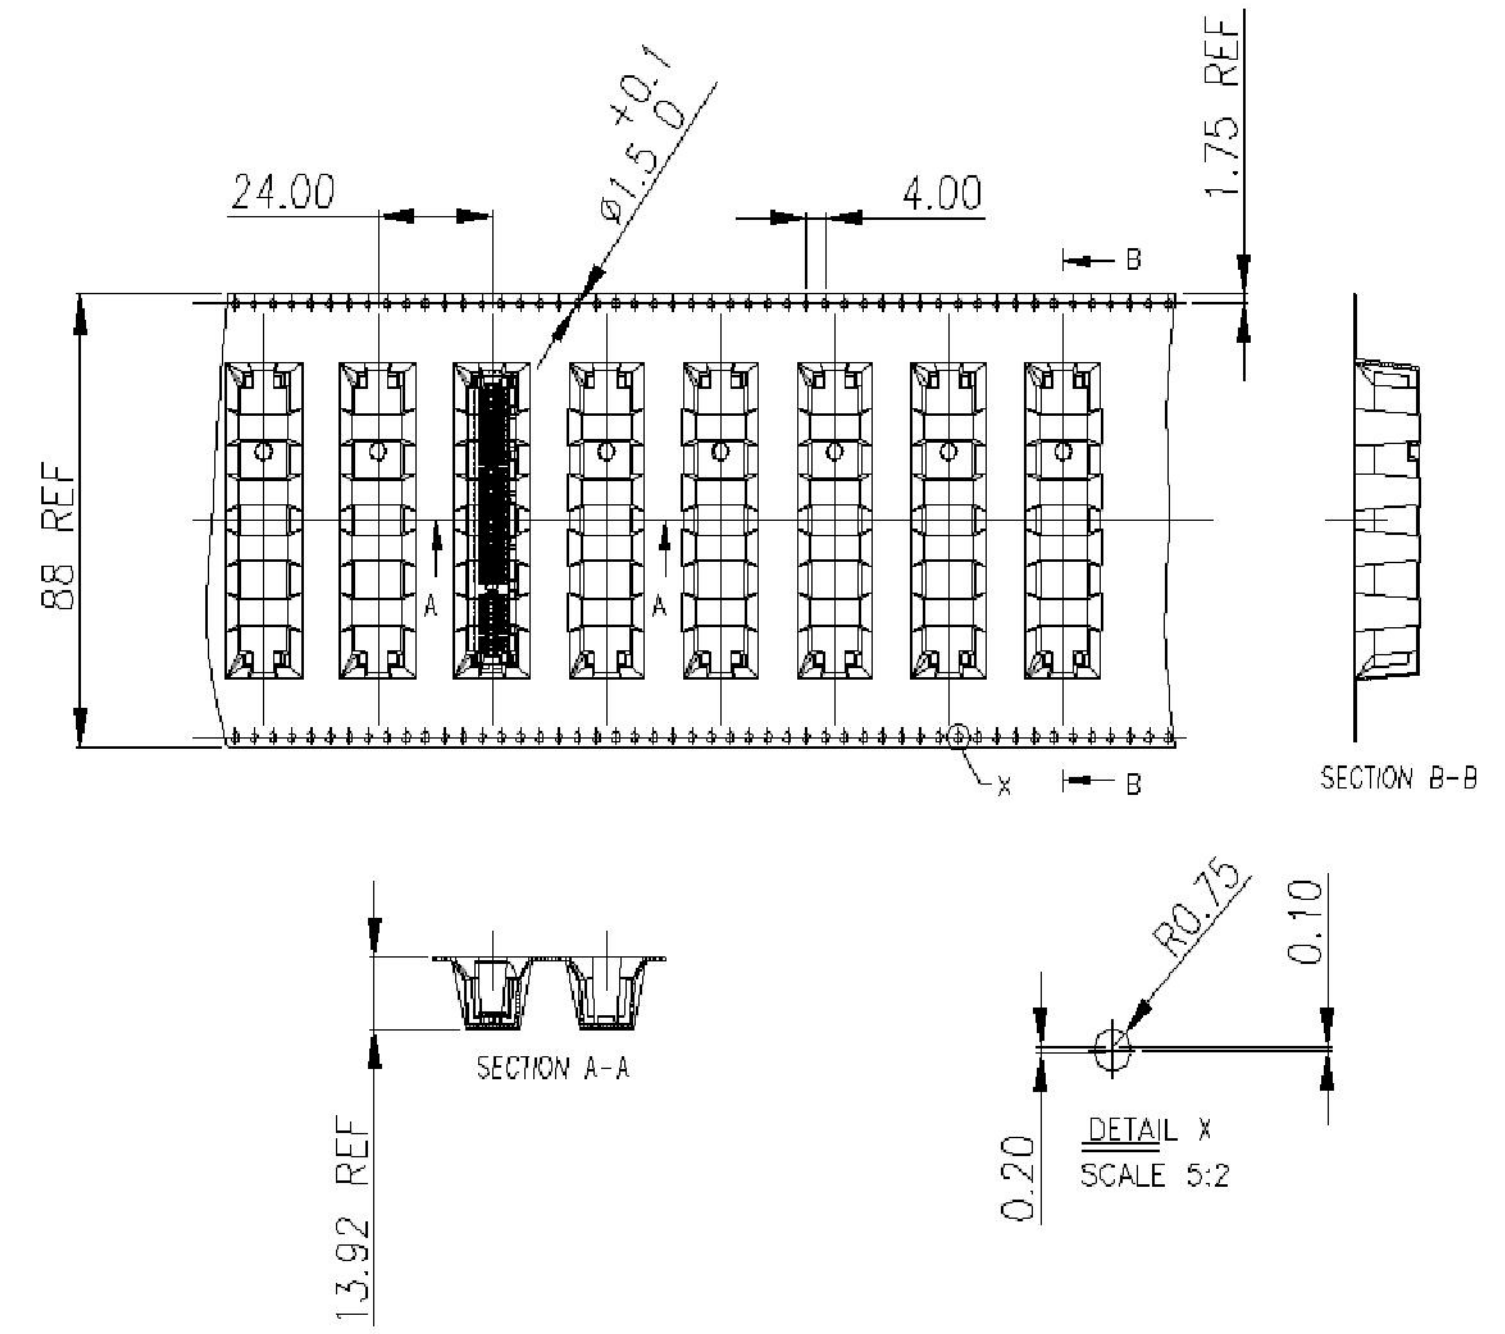 1.75 REF
Ø1.5 +0.1
0
24.00
4.00
B
88 REF
A
A
X
B
SECTION B-B
SECTION A-A
13.92 REF
R0.75
0.10
0.20
DETAIL X
SCALE 5:2